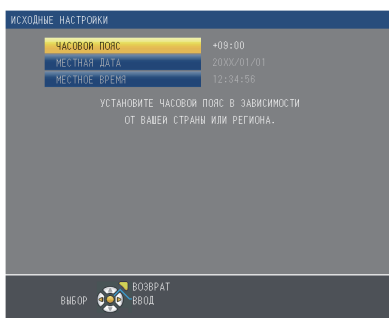 ИСХОДНЫЕ НАСТРОЙКИ
ЧАСОВОЙ ПОЯС +09:00
МЕСТНАЯ ДАТА 20XX/01/01
МЕСТНОЕ ВРЕМЯ 12:34:56
УСТАНОВИТЕ ЧАСОВОЙ ПОЯС В ЗАВИСИМОСТИ
ОТ ВАШЕЙ СТРАНЫ ИЛИ РЕГИОНА.
ВОЗВРАТ
ВЫБОР ВВОД